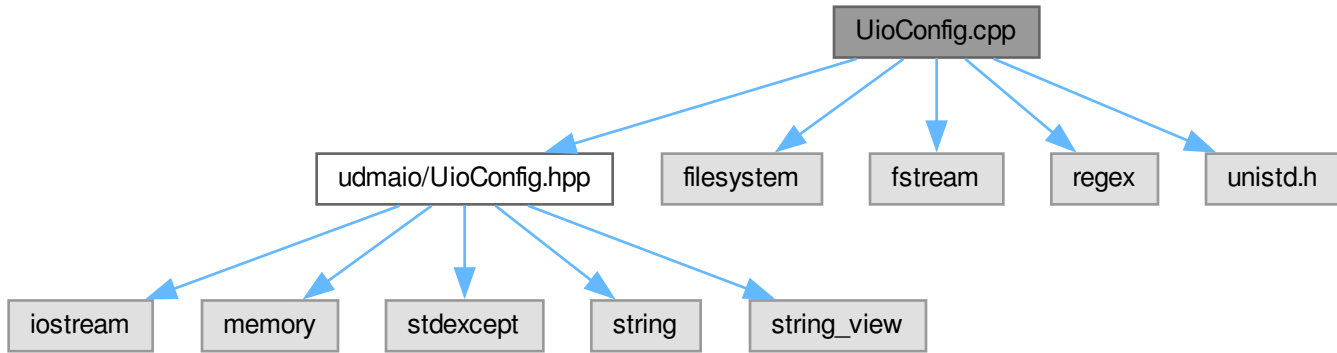 UioConfig.cpp
udmaio/UioConfig.hpp
filesystem
fstream
regex
unistd.h
iostream
memory
stdexcept
string
string_view